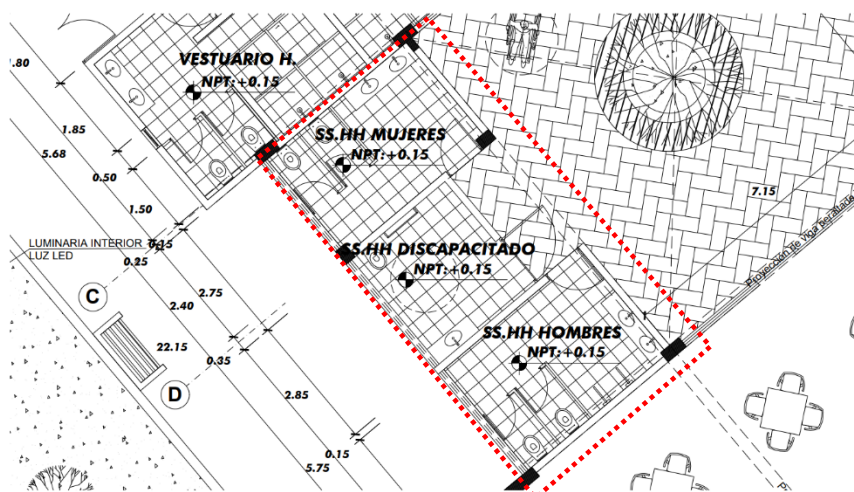 VESTUARIO H.
NPT:+0.15
SS.HH MUJERES
NPT:+0.15
SS.HH DISCAPACITADO
NPT:+0.15
SS.HH HOMBRES
NPT:+0.15
1.80
1.85
5.68
0.50
1.50
LUMINARIA INTERIOR
LUZ LED
0.15
0.25
C
2.75
2.40
22.15
0.35
D
2.85
0.15
5.75
7.15
Proyección de Viga Peraltada